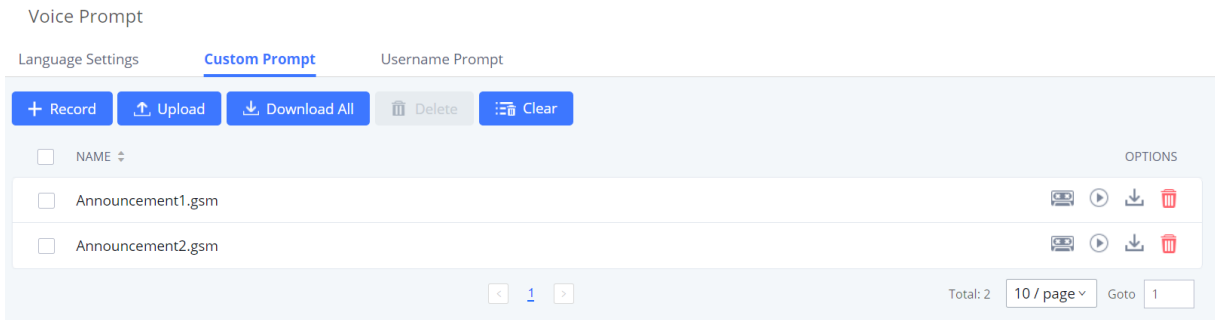 Voice Prompt
Language Settings Custom Prompt Username Prompt
+ Record Upload Download All Delete Clear
NAME OPTIONS
Announcement1.gsm
Announcement2.gsm
< 1 > Total: 2 10 / page Goto 1